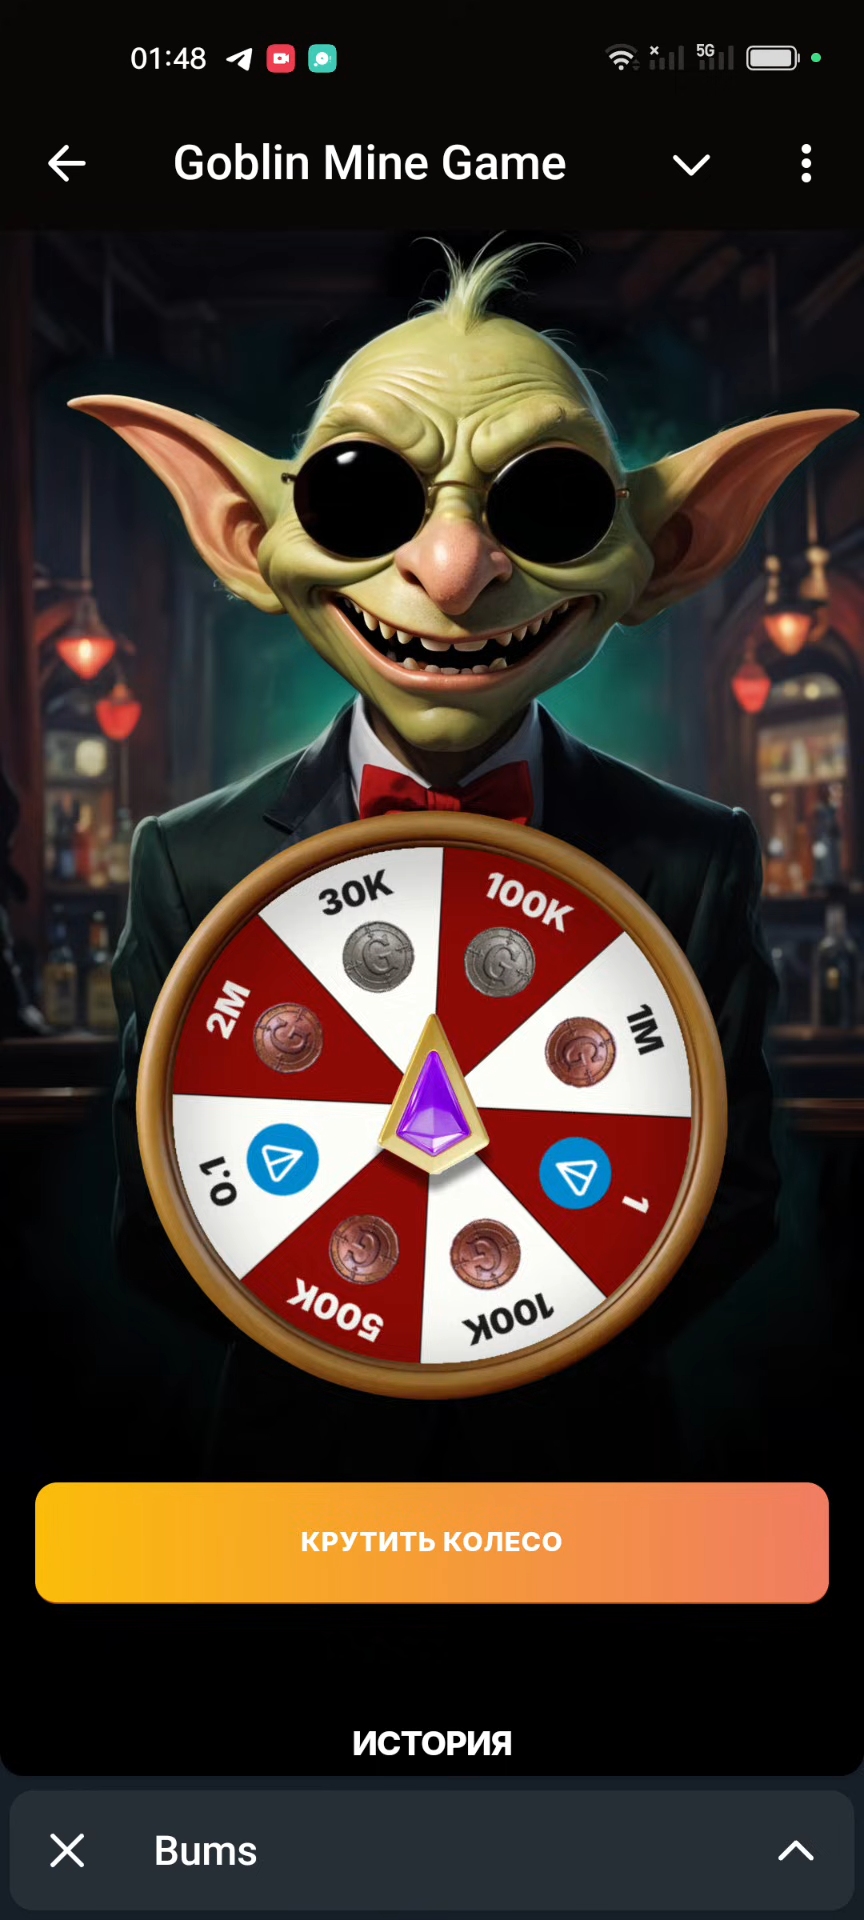 01:48
5G
Goblin Mine Game
30K
100K
2M
1M
0.1
1
500K
100K
КРУТИТЬ КОЛЕСО
ИСТОРИЯ
Bums